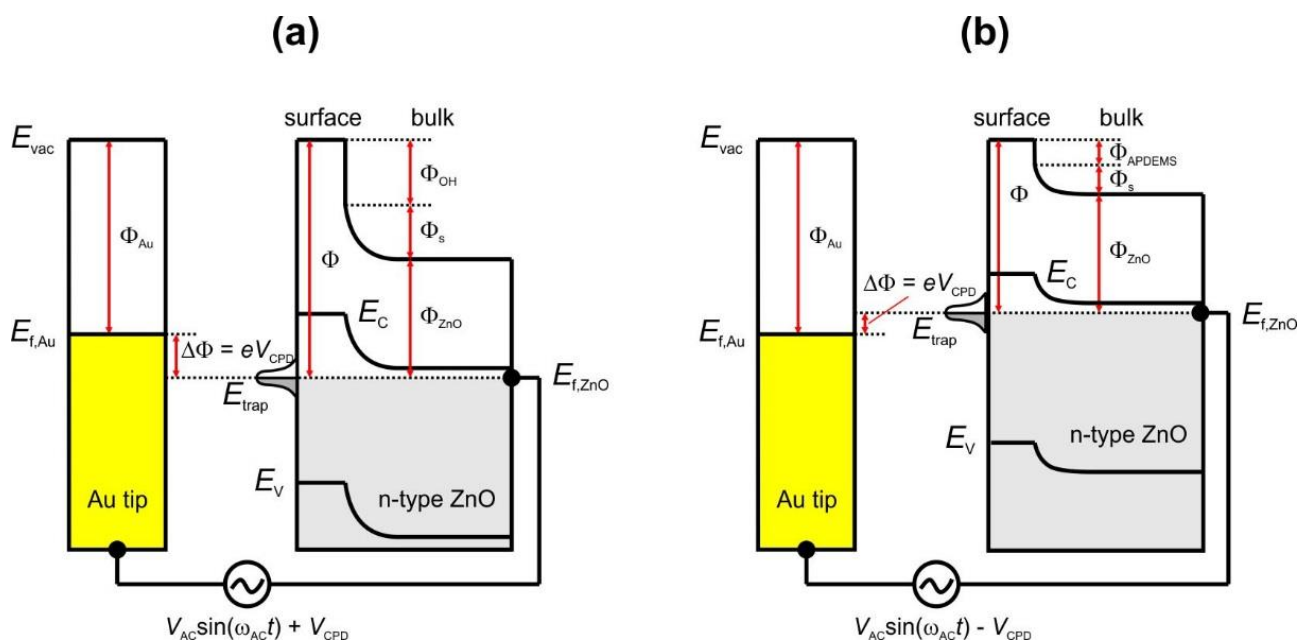 (a)
surface bulk
E_vac
Φ_OH
Φ_s
Φ_Au
Φ
E_C
Φ_ZnO
E_f,Au
ΔΦ = eV_CPD
E_trap
E_f,ZnO
E_V
n-type ZnO
Au tip
V_AC sin(ω_AC t) + V_CPD
(b)
surface bulk
E_vac
Φ_APDEMS
Φ_s
Φ
Φ_Au
Φ_ZnO
ΔΦ = eV_CPD
E_C
E_f,Au
E_trap
E_f,ZnO
E_V
n-type ZnO
Au tip
V_AC sin(ω_AC t) - V_CPD